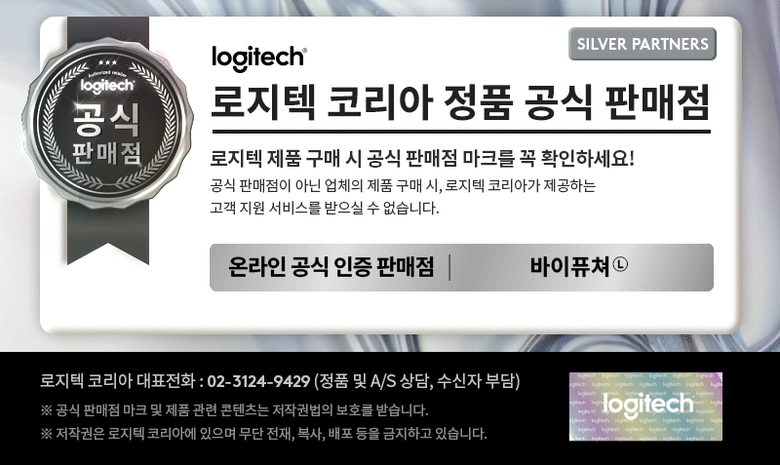 SILVER PARTNERS
logitech®
로지텍 코리아 정품 공식 판매점
Authorized retailer
logitech
공식
판매점
로지텍 제품 구매 시 공식 판매점 마크를 꼭 확인하세요!
공식 판매점이 아닌 업체의 제품 구매 시, 로지텍 코리아가 제공하는
고객 지원 서비스를 받으실 수 없습니다.
온라인 공식 인증 판매점 | 바이퓨쳐 Ⓛ
로지텍 코리아 대표전화 : 02-3124-9429 (정품 및 A/S 상담, 수신자 부담)
※ 공식 판매점 마크 및 제품 관련 콘텐츠는 저작권법의 보호를 받습니다.
※ 저작권은 로지텍 코리아에 있으며 무단 전재, 복사, 배포 등을 금지하고 있습니다.
logitech